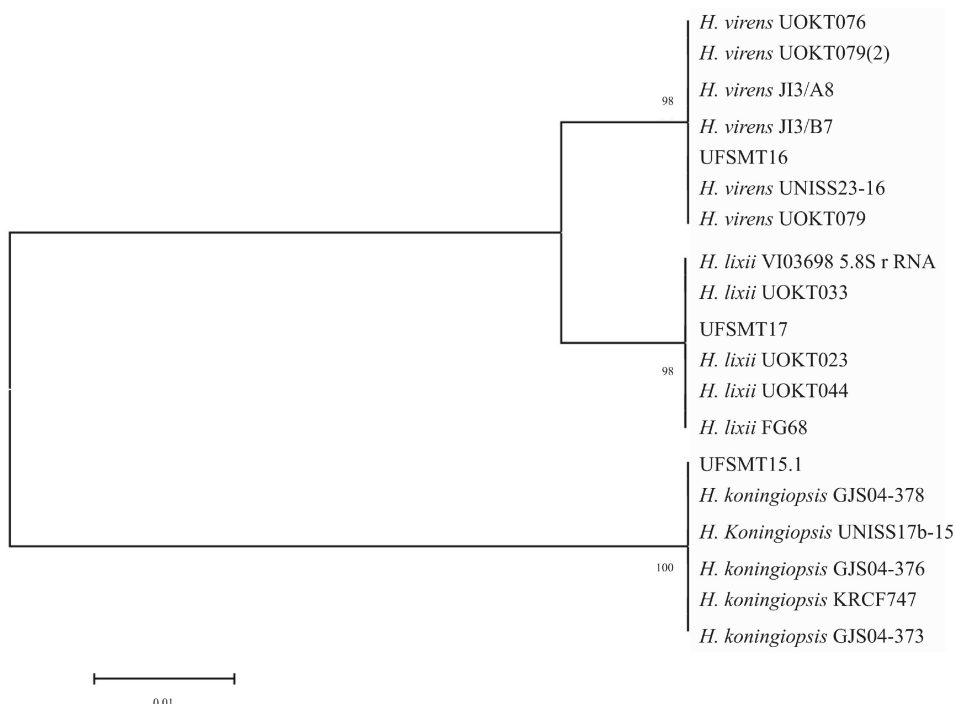 H. virens UOKT076
H. virens UOKT079(2)
98
H. virens JI3/A8
H. virens JI3/B7
UFSMT16
H. virens UNISS23-16
H. virens UOKT079
H. lixii VI03698 5.8S r RNA
H. lixii UOKT033
UFSMT17
H. lixii UOKT023
98
H. lixii UOKT044
H. lixii FG68
UFSMT15.1
H. koningiopsis GJS04-378
H. Koningiopsis UNISS17b-15
100
H. koningiopsis GJS04-376
H. koningiopsis KRCF747
H. koningiopsis GJS04-373
0.01